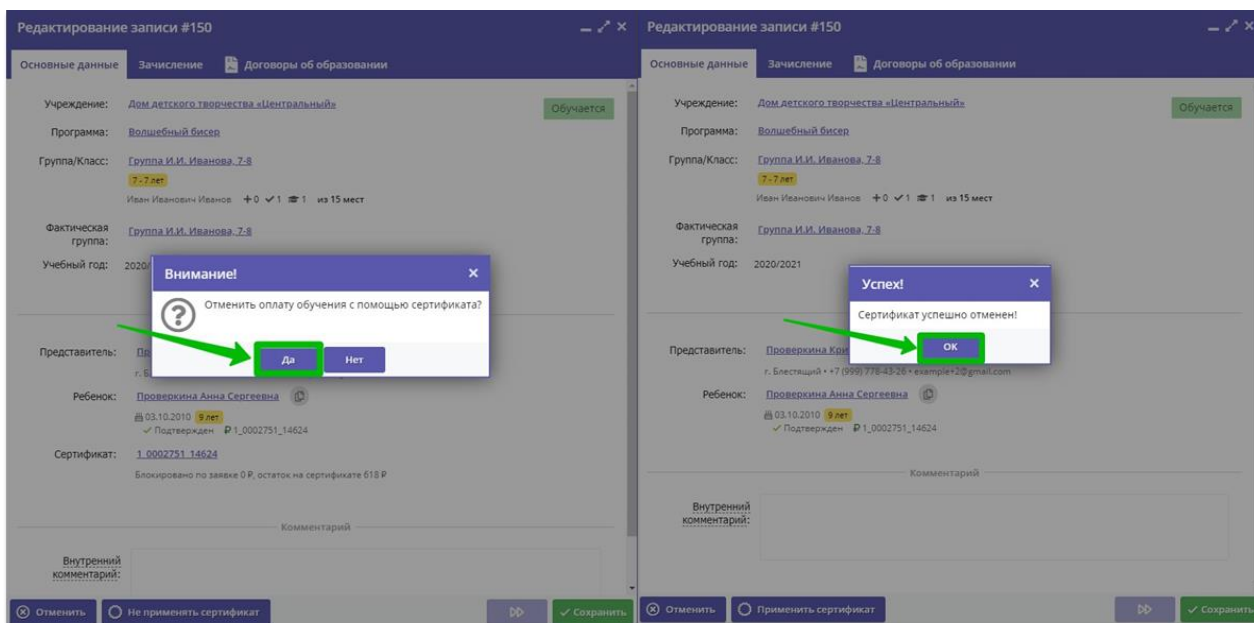 Редактирование записи #150
Основные данные Зачисление Договоры об образовании
Учреждение: Дом детского творчества «Центральный» Обучается
Программа: Волшебный бисер
Группа/Класс: Группа И.И. Иванова, 7-8
7 - 7 лет
Иван Иванович Иванов +0 ✓1 1 из 15 мест
Фактическая
группа: Группа И.И. Иванова, 7-8
Учебный год: 2020/
Внимание!
Отменить оплату обучения с помощью сертификата?
Да Нет
Представитель:
Ребенок: Проверкина Анна Сергеевна
03.10.2010 9 лет
✓ Подтвержден ₽ 1_0002751_14624
Сертификат: 1_0002751_14624
Блокировано по заявке 0 ₽, остаток на сертификате 618 ₽
Комментарий
Внутренний
комментарий:
Отменить Не применять сертификат Сохранить
Редактирование записи #150
Основные данные Зачисление Договоры об образовании
Учреждение: Дом детского творчества «Центральный» Обучается
Программа: Волшебный бисер
Группа/Класс: Группа И.И. Иванова, 7-8
7 - 7 лет
Иван Иванович Иванов +0 ✓1 1 из 15 мест
Фактическая
группа: Группа И.И. Иванова, 7-8
Учебный год: 2020/2021
Успех!
Сертификат успешно отменен!
OK
Представитель: Проверкина Кри
г. Блестящий • +7 (999) 778-43-26 • example+2@gmail.com
Ребенок: Проверкина Анна Сергеевна
03.10.2010 9 лет
✓ Подтвержден ₽ 1_0002751_14624
Комментарий
Внутренний
комментарий:
Отменить Применить сертификат Сохранить